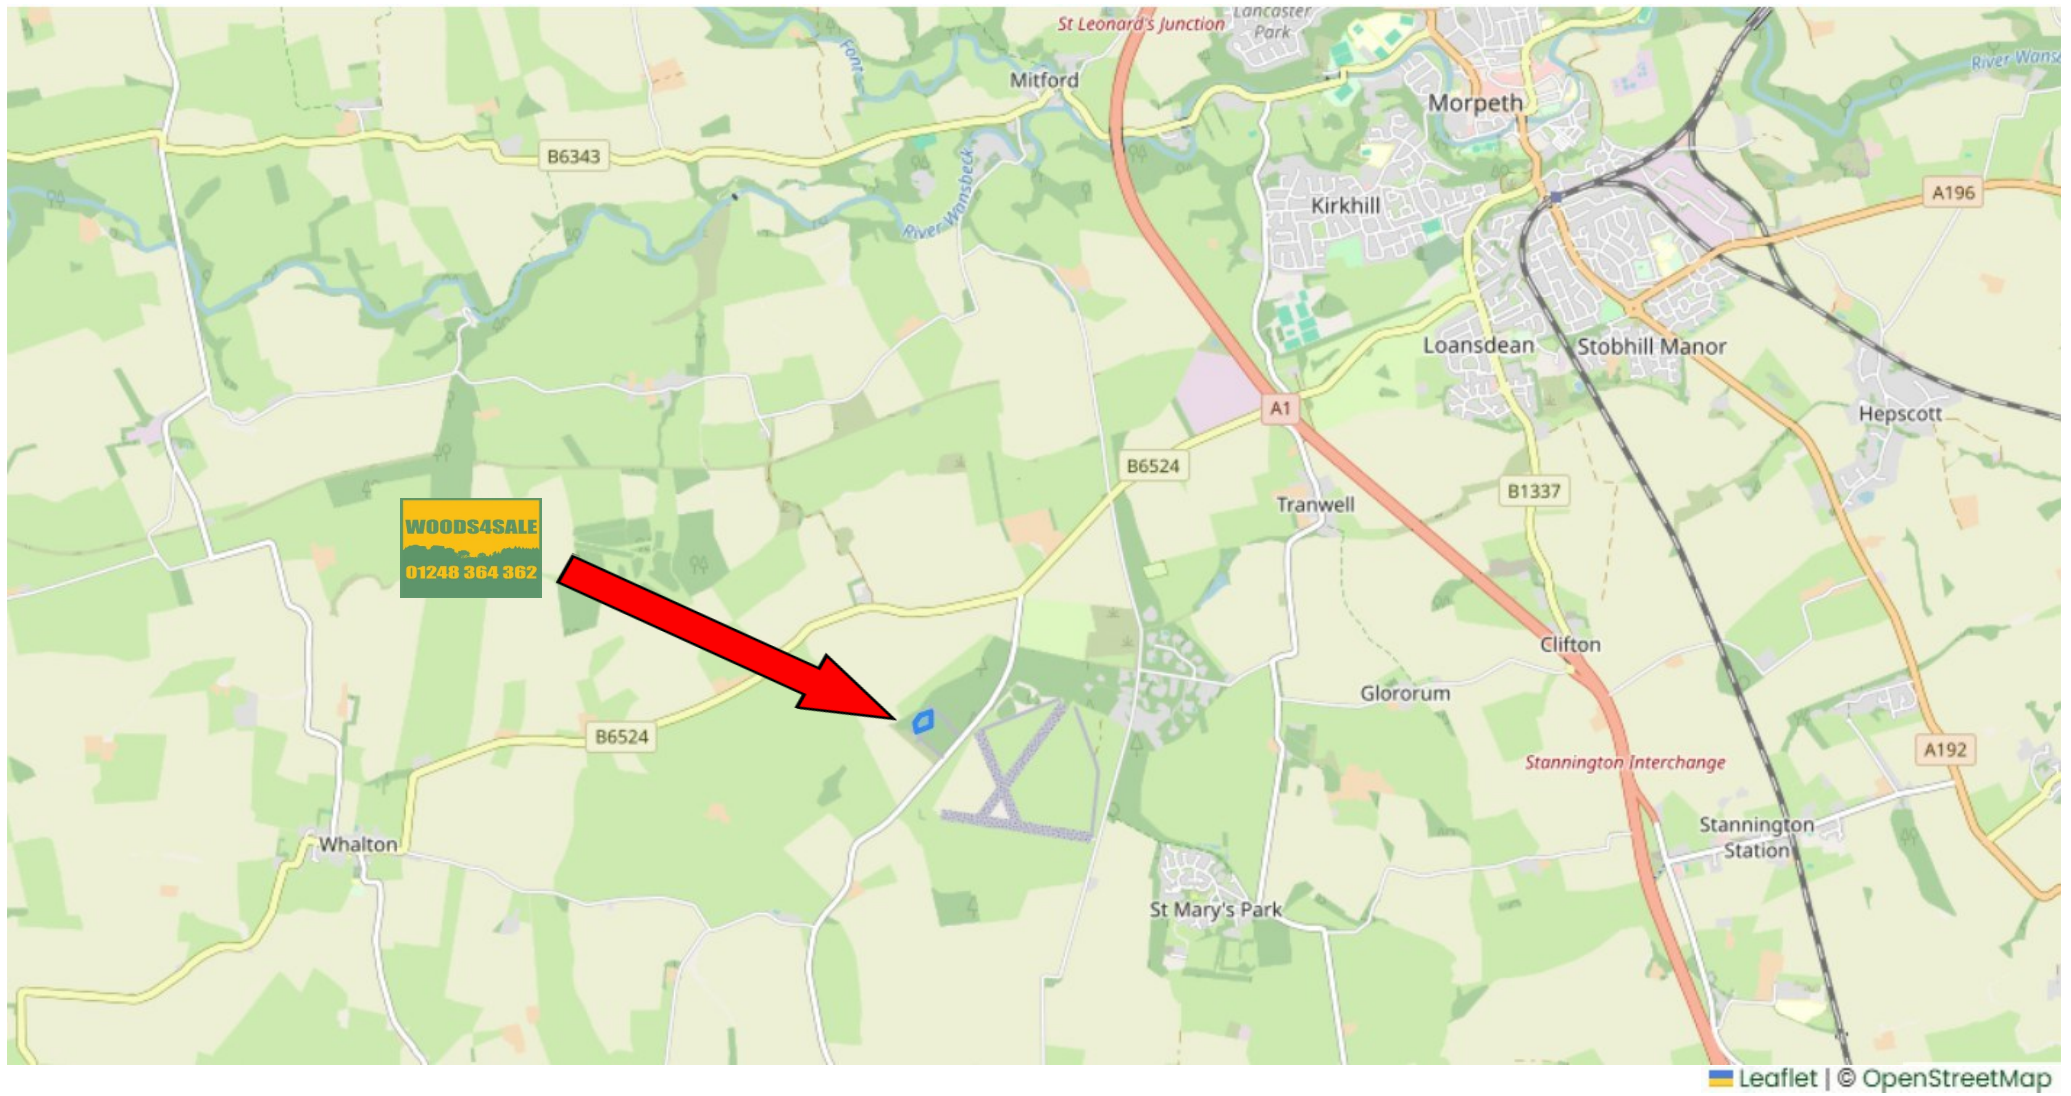 St Leonard's Junction
Lancaster
Park
Font
Mitford
River Wans
Morpeth
B6343
River Wansbeck
Kirkhill
A196
Loansdean
Stobhill Manor
A1
Hepscott
B6524
B1337
Tranwell
WOODS4SALE
01248 364 362
Clifton
Glororum
B6524
A192
Stannington Interchange
Stannington
Station
Whalton
St Mary's Park
Leaflet | © OpenStreetMap